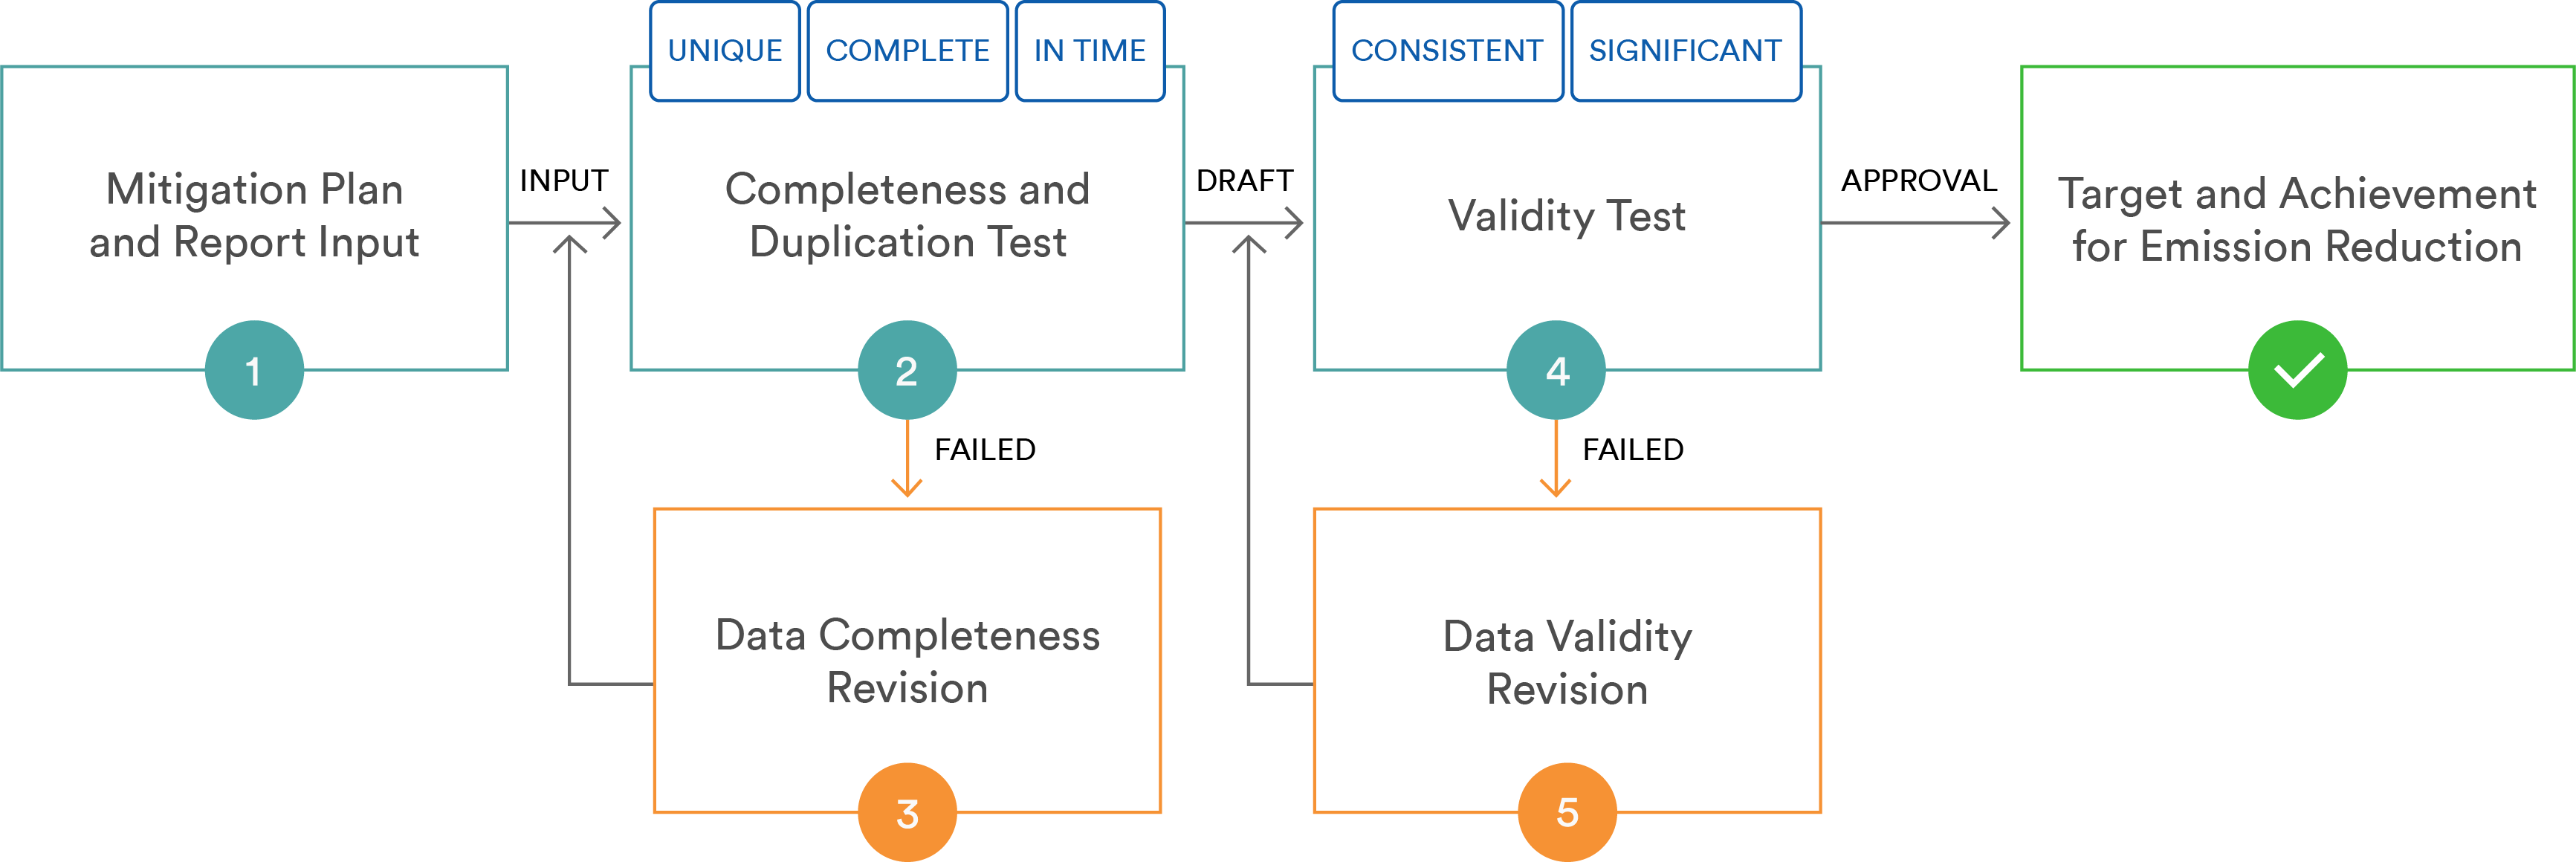 UNIQUE
COMPLETE
IN TIME
CONSISTENT
SIGNIFICANT
Mitigation Plan
and Report Input
1
INPUT
Completeness and
Duplication Test
2
DRAFT
Validity Test
4
APPROVAL
Target and Achievement
for Emission Reduction
FAILED
FAILED
Data Completeness
Revision
3
Data Validity
Revision
5